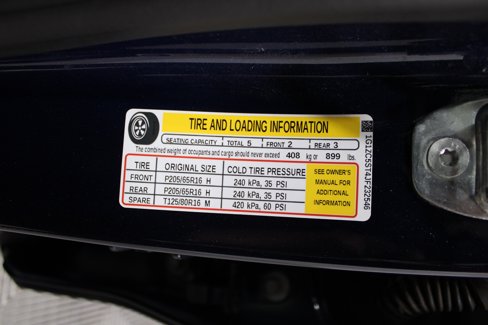 TIRE AND LOADING INFORMATION
SEATING CAPACITY TOTAL 5 FRONT 2 REAR 3
The combined weight of occupants and cargo should never exceed 408 kg or 899 lbs.
TIRE ORIGINAL SIZE COLD TIRE PRESSURE
FRONT P205/65R16 H 240 kPa, 35 PSI
REAR P205/65R16 H 240 kPa, 35 PSI
SPARE T125/80R16 M 420 kPa, 60 PSI
SEE OWNER'S
MANUAL FOR
ADDITIONAL
INFORMATION
1G11C5ST4JF232546